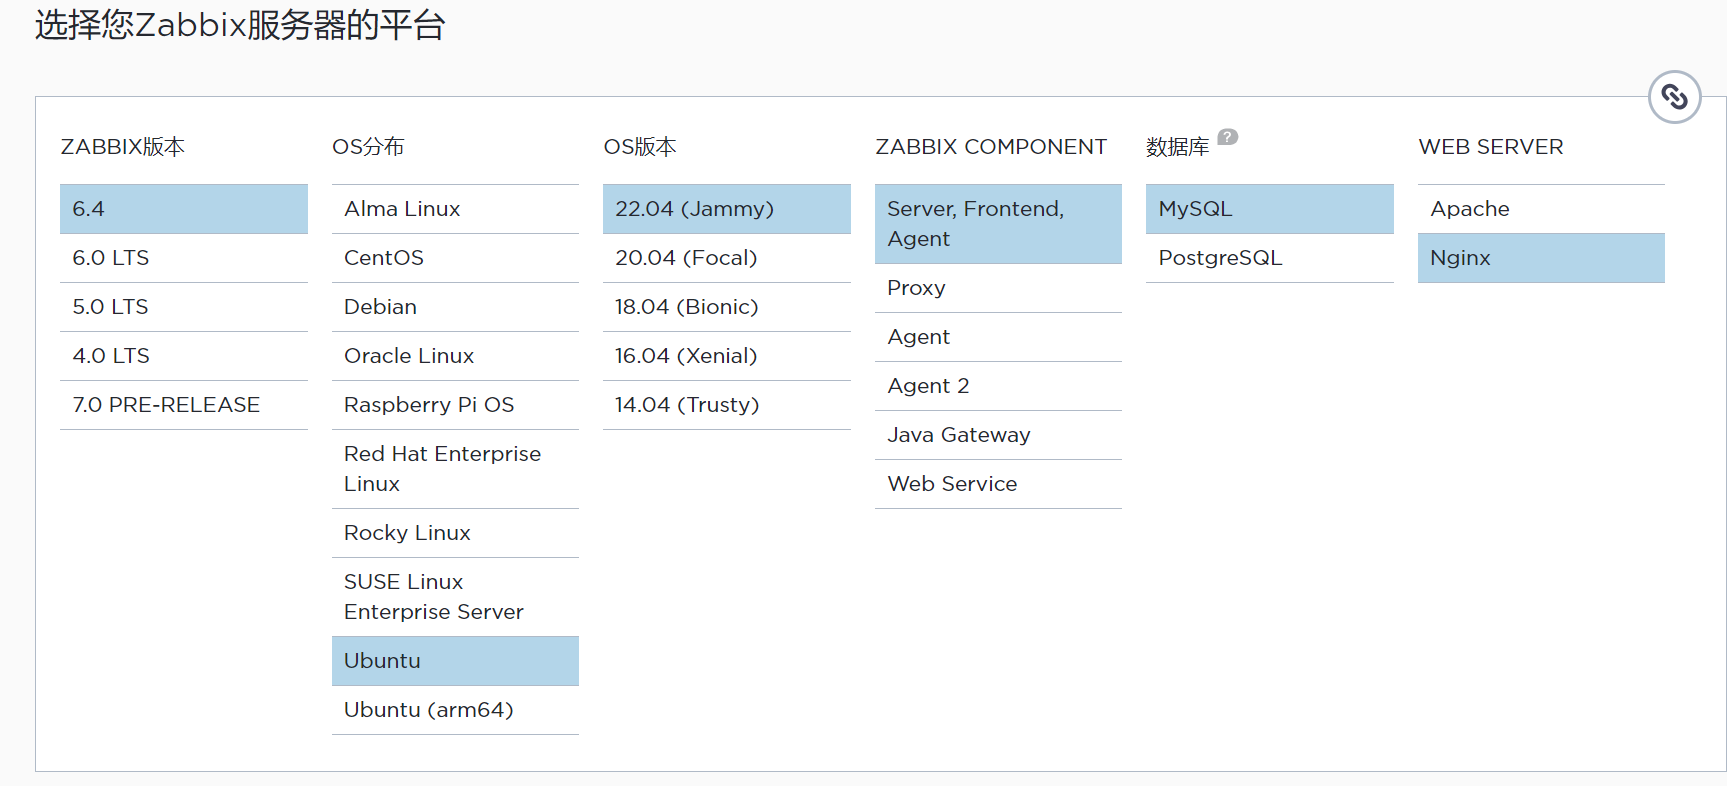 选择您Zabbix服务器的平台
ZABBIX版本
6.4
6.0 LTS
5.0 LTS
4.0 LTS
7.0 PRE-RELEASE
OS分布
Alma Linux
CentOS
Debian
Oracle Linux
Raspberry Pi OS
Red Hat Enterprise
Linux
Rocky Linux
SUSE Linux
Enterprise Server
Ubuntu
Ubuntu (arm64)
OS版本
22.04 (Jammy)
20.04 (Focal)
18.04 (Bionic)
16.04 (Xenial)
14.04 (Trusty)
ZABBIX COMPONENT
Server, Frontend,
Agent
Proxy
Agent
Agent 2
Java Gateway
Web Service
数据库 ?
MySQL
PostgreSQL
WEB SERVER
Apache
Nginx